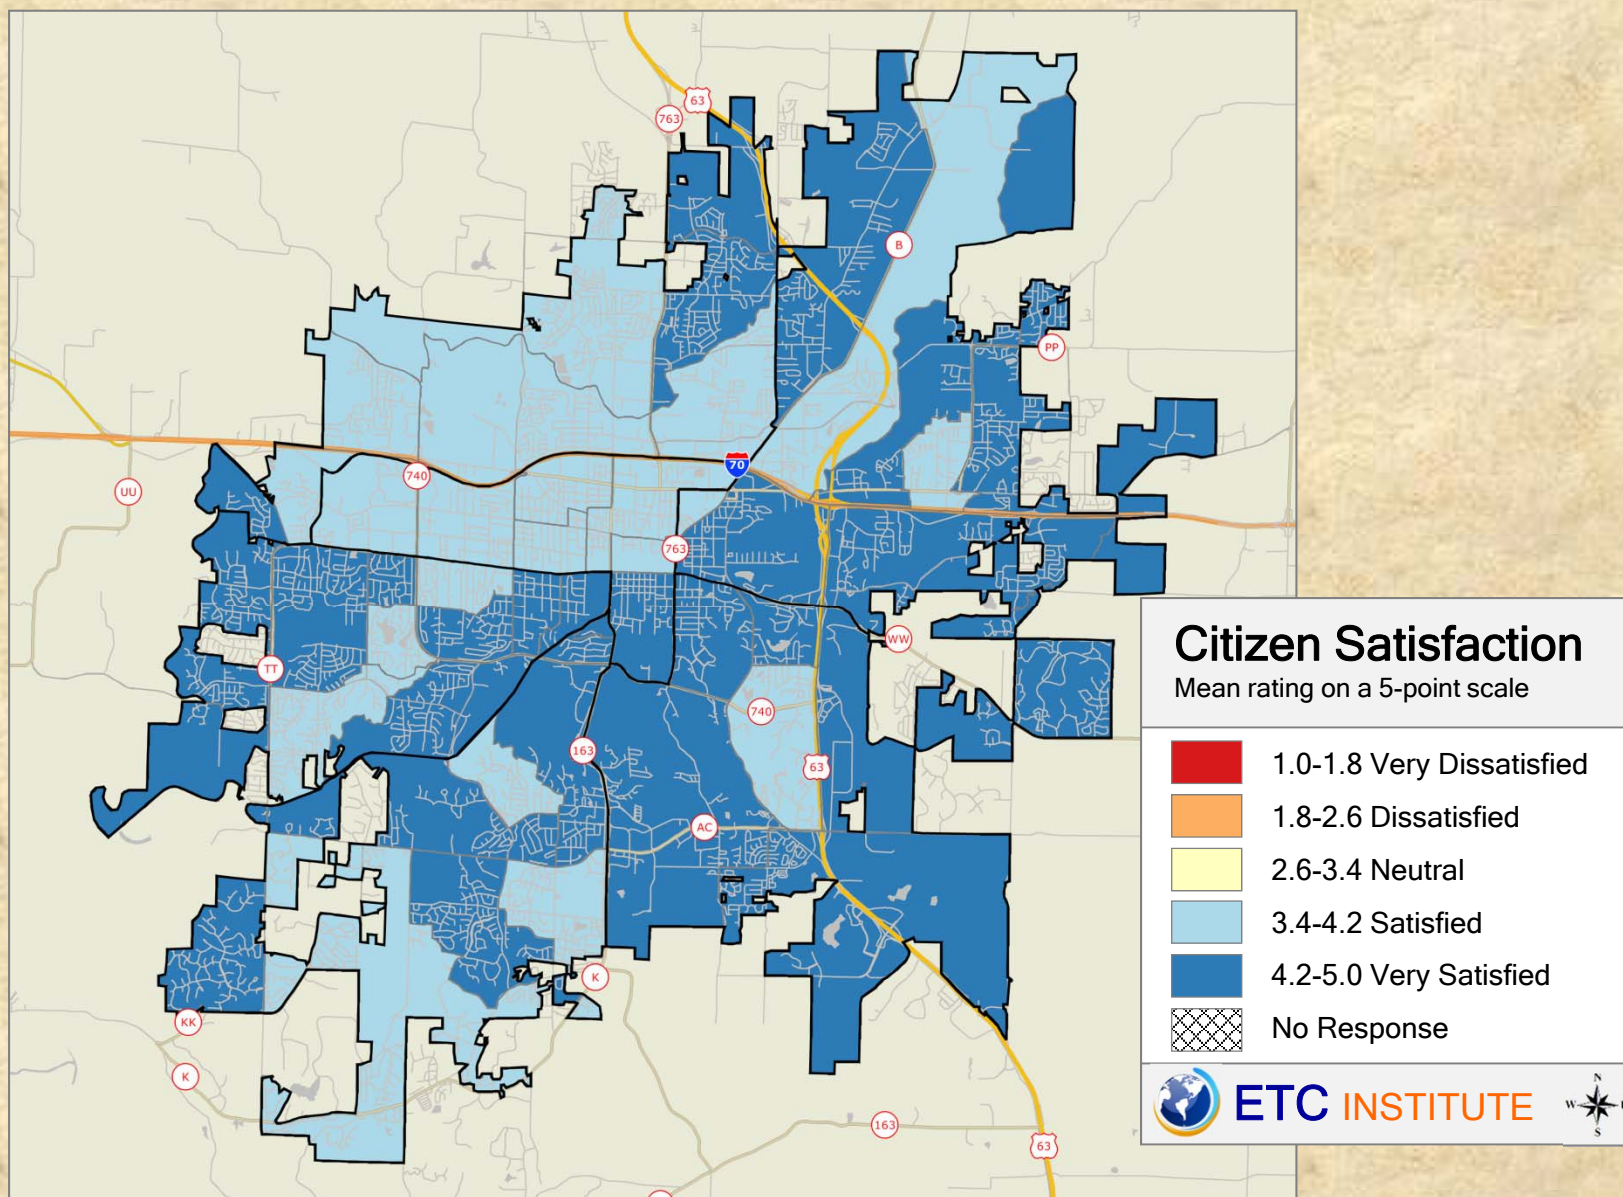 63
763
B
PP
70
740
UU
763
WW
TT
740
163
63
AC
K
KK
K
163
63
Citizen Satisfaction
Mean rating on a 5-point scale
1.0-1.8 Very Dissatisfied
1.8-2.6 Dissatisfied
2.6-3.4 Neutral
3.4-4.2 Satisfied
4.2-5.0 Very Satisfied
No Response
ETC INSTITUTE
N
W
S